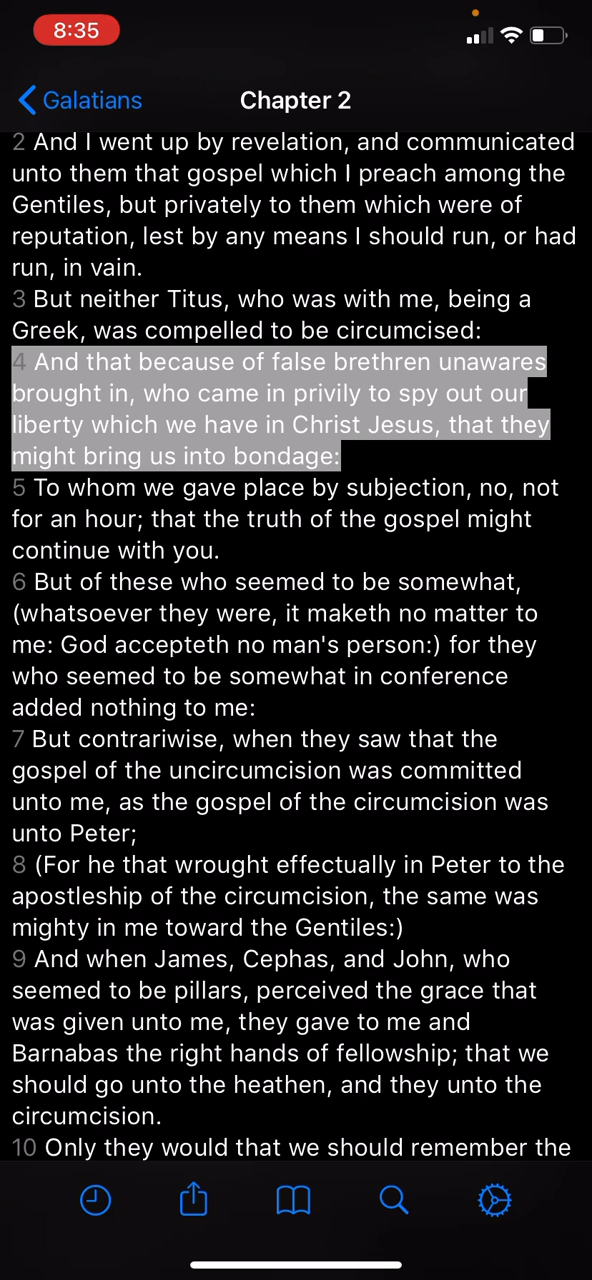 8:35
Galatians
Chapter 2
2 And I went up by revelation, and communicated
unto them that gospel which I preach among the
Gentiles, but privately to them which were of
reputation, lest by any means I should run, or had
run, in vain.
3 But neither Titus, who was with me, being a
Greek, was compelled to be circumcised:
4 And that because of false brethren unawares
brought in, who came in privily to spy out our
liberty which we have in Christ Jesus, that they
might bring us into bondage:
5 To whom we gave place by subjection, no, not
for an hour; that the truth of the gospel might
continue with you.
6 But of these who seemed to be somewhat,
(whatsoever they were, it maketh no matter to
me: God accepteth no man's person:) for they
who seemed to be somewhat in conference
added nothing to me:
7 But contrariwise, when they saw that the
gospel of the uncircumcision was committed
unto me, as the gospel of the circumcision was
unto Peter;
8 (For he that wrought effectually in Peter to the
apostleship of the circumcision, the same was
mighty in me toward the Gentiles:)
9 And when James, Cephas, and John, who
seemed to be pillars, perceived the grace that
was given unto me, they gave to me and
Barnabas the right hands of fellowship; that we
should go unto the heathen, and they unto the
circumcision.
10 Only they would that we should remember the